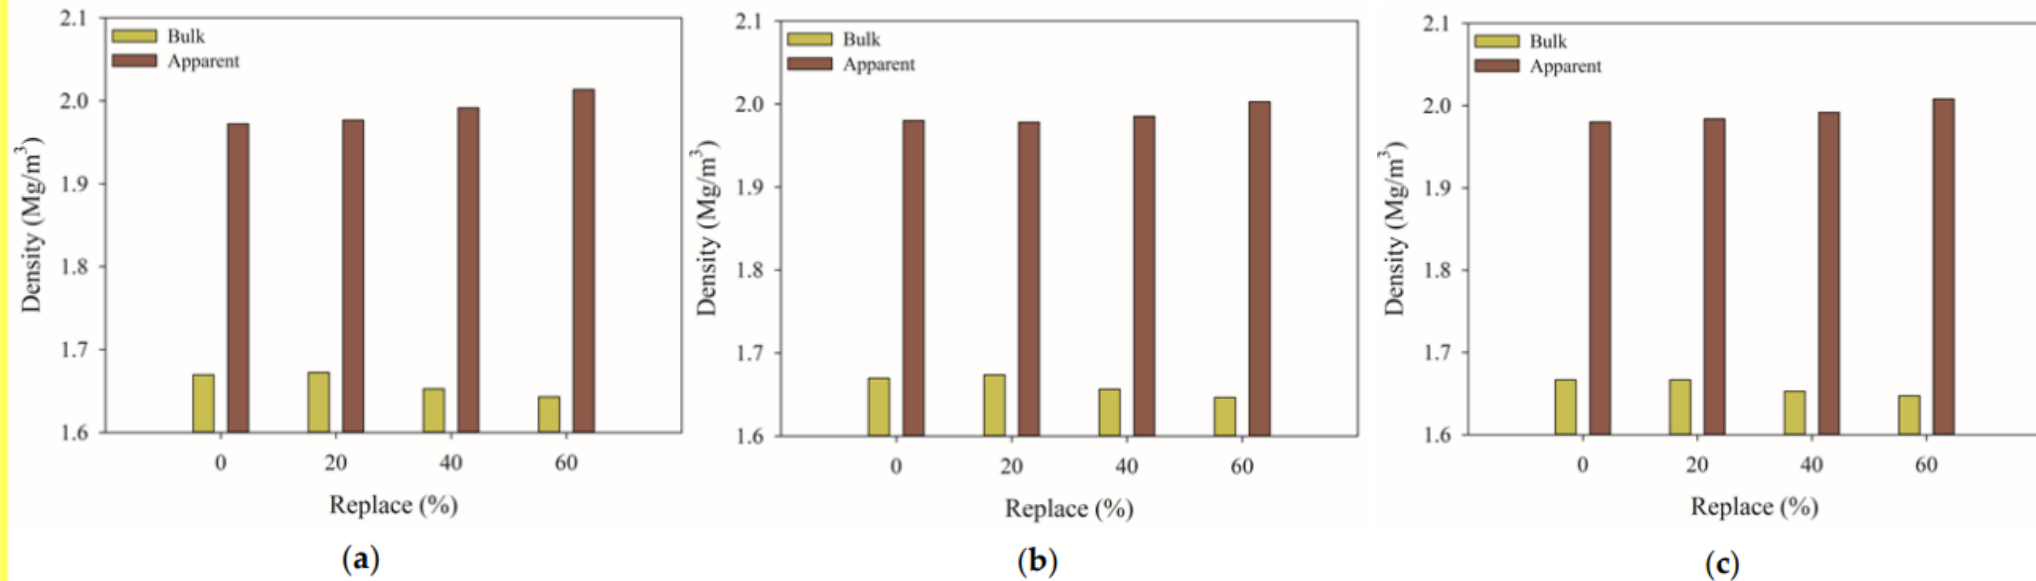 2.1
Bulk
Apparent
2.0
1.9
1.8
1.7
1.6
Density (Mg/m³)
0 20 40 60
Replace (%)
(a)
2.1
Bulk
Apparent
2.0
1.9
1.8
1.7
1.6
Density (Mg/m³)
0 20 40 60
Replace (%)
(b)
2.1
Bulk
Apparent
2.0
1.9
1.8
1.7
1.6
Density (Mg/m³)
0 20 40 60
Replace (%)
(c)